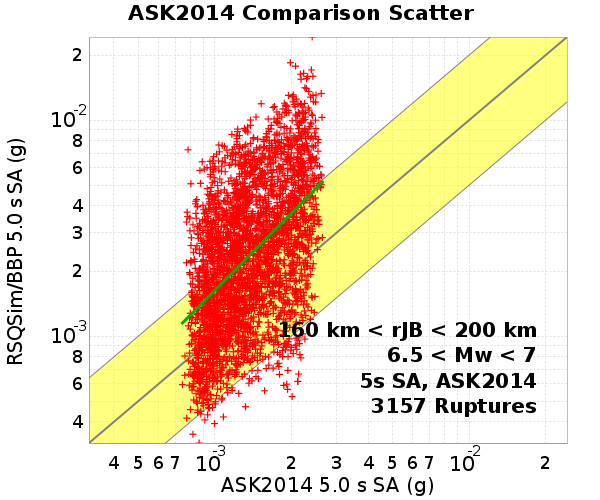 ASK2014 Comparison Scatter
RSQSim/BBP 5.0 s SA (g)
2
10-2
8
6
4
3
2
10-3
8
6
4
160 km < rJB < 200 km
6.5 < Mw < 7
5s SA, ASK2014
3157 Ruptures
4 5 6 7 10-3 2 3 4 5 6 7 10-2 2
ASK2014 5.0 s SA (g)